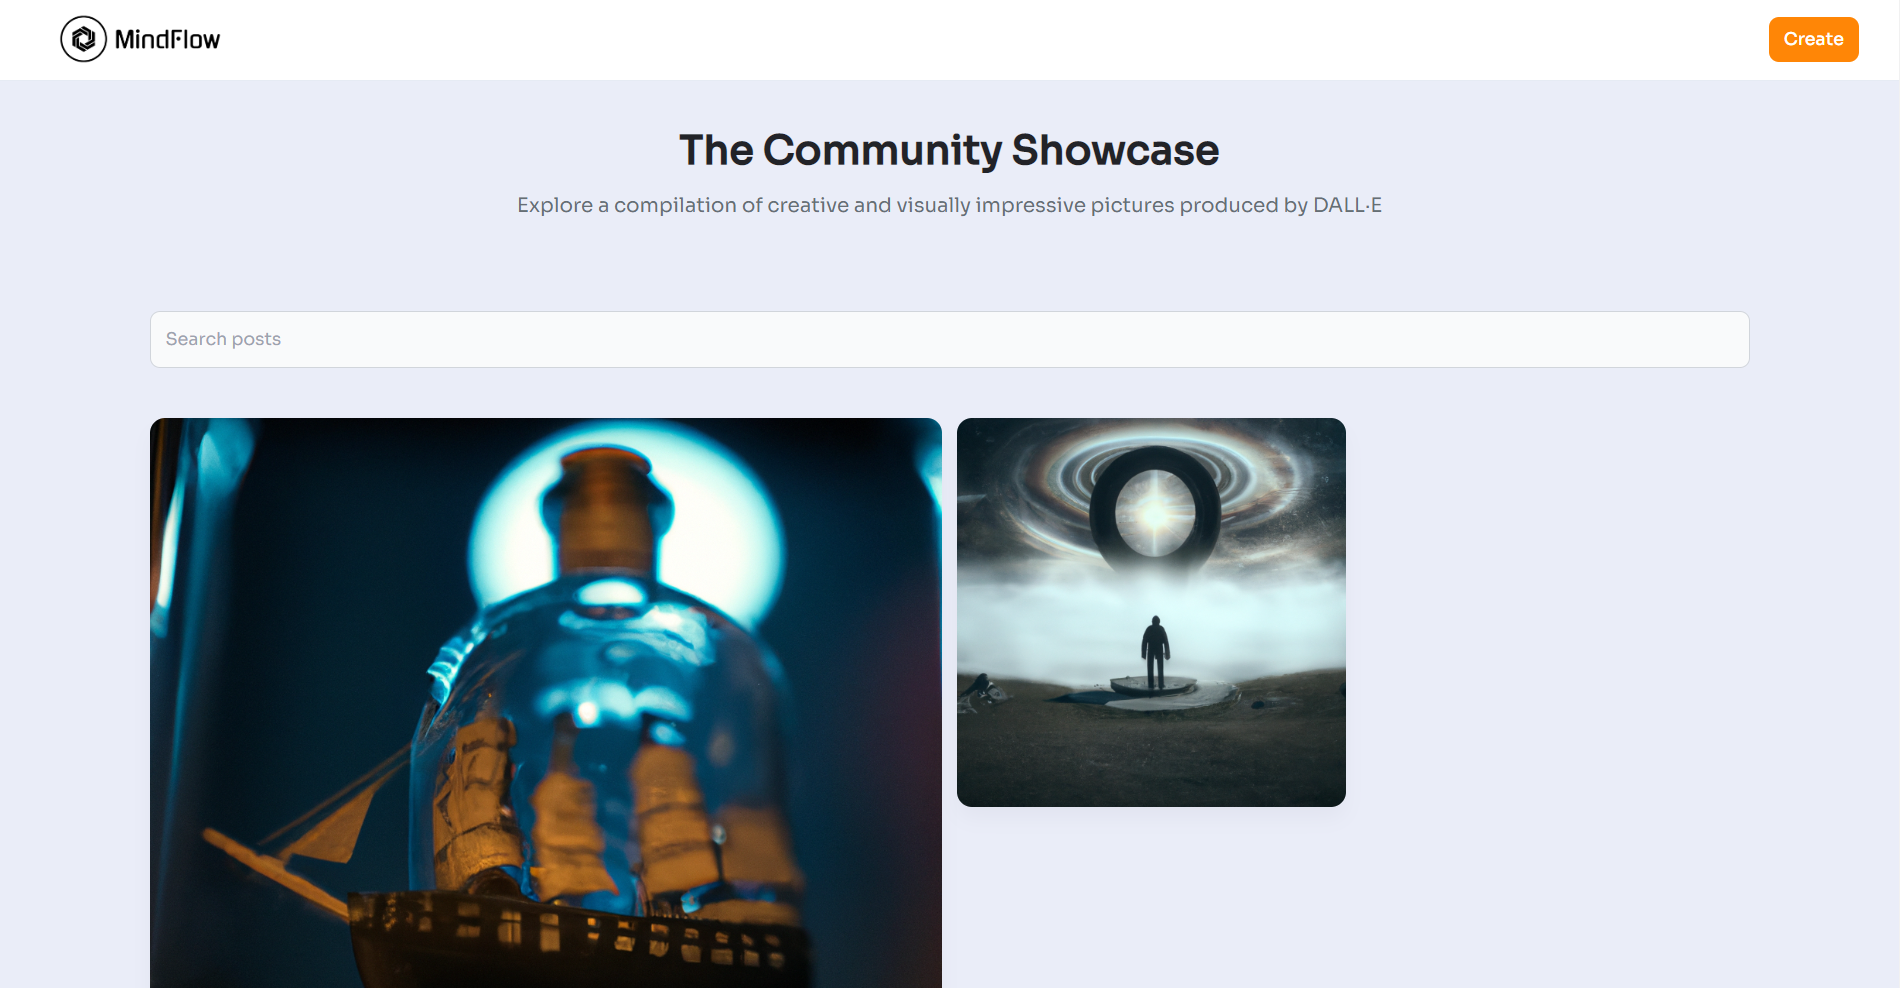 MindFlow
Create
The Community Showcase
Explore a compilation of creative and visually impressive pictures produced by DALL·E
Search posts